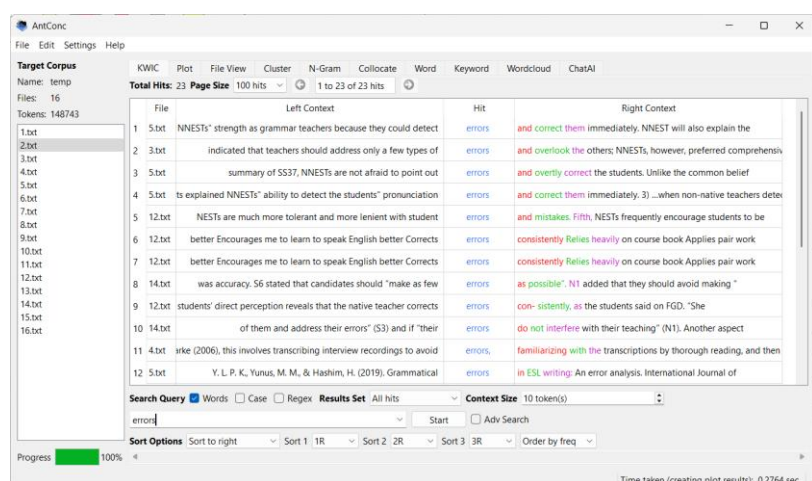 AntConc
File Edit Settings Help
Target Corpus
Name: temp
Files: 16
Tokens: 148743
1.txt
2.txt
3.txt
4.txt
5.txt
6.txt
7.txt
8.txt
9.txt
10.txt
11.txt
12.txt
13.txt
14.txt
15.txt
16.txt
Progress 100%
KWIC Plot File View Cluster N-Gram Collocate Word Keyword Wordcloud ChatAI
Total Hits: 23 Page Size 100 hits 1 to 23 of 23 hits
File Left Context Hit Right Context
1 5.txt NNESTs" strength as grammar teachers because they could detect errors and correct them immediately. NNEST will also explain the
2 3.txt indicated that teachers should address only a few types of errors and overlook the others; NNESTs, however, preferred comprehensiv
3 5.txt summary of SS37, NNESTs are not afraid to point out errors and overtly correct the students. Unlike the common belief
4 5.txt ts explained NNESTs" ability to detect the students" pronunciation errors and correct them immediately. 3) ...when non-native teachers detec
5 12.txt NESTs are much more tolerant and more lenient with student errors and mistakes. Fifth, NESTs frequently encourage students to be
6 12.txt better Encourages me to learn to speak English better Corrects errors consistently Relies heavily on course book Applies pair work
7 12.txt better Encourages me to learn to speak English better Corrects errors consistently Relies heavily on course book Applies pair work
8 14.txt was accuracy. S6 stated that candidates should "make as few errors as possible". N1 added that they should avoid making "
9 12.txt students' direct perception reveals that the native teacher corrects errors con- sistently, as the students said on FGD. "She
10 14.txt of them and address their errors" (S3) and if "their errors do not interfere with their teaching" (N1). Another aspect
11 4.txt arke (2006), this involves transcribing interview recordings to avoid errors, familiarizing with the transcriptions by thorough reading, and then
12 5.txt Y. L. P. K., Yunus, M. M., & Hashim, H. (2019). Grammatical errors in ESL writing: An error analysis. International Journal of
Search Query Words Case Regex Results Set All hits Context Size 10 token(s)
errors Start Adv Search
Sort Options Sort to right Sort 1 1R Sort 2 2R Sort 3 3R Order by freq
Time taken (creating plot results): 0.2764 sec